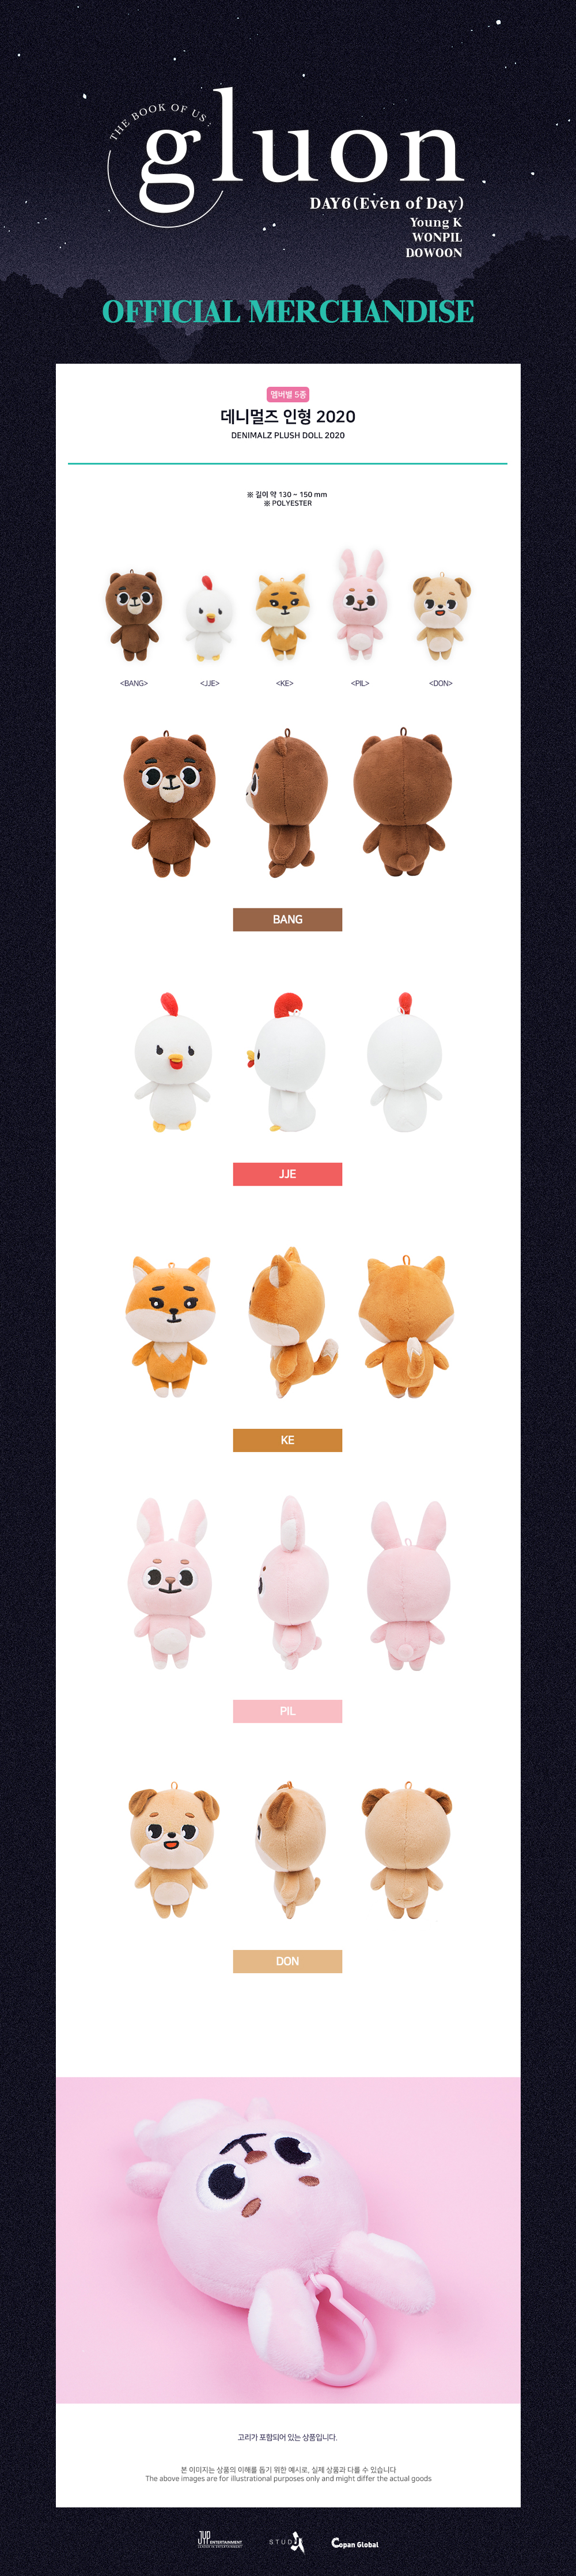 THE BOOK OF US :
gluon
DAY6 (Even of Day)
Young K
WONPIL
DOWOON
OFFICIAL MERCHANDISE
멤버별 5종
데니멀즈 인형 2020
DENIMALZ PLUSH DOLL 2020
※ 길이 약 130 ~ 150 mm
※ POLYESTER
<BANG> <JJE> <KE> <PIL> <DON>
BANG
JJE
KE
PIL
DON
고리가 포함되어 있는 상품입니다.
본 이미지는 상품의 이해를 돕기 위한 예시로, 실제 상품과 다를 수 있습니다
The above images are for illustrational purposes only and might differ the actual goods
JYP ENTERTAINMENT
STUD
Copan Global